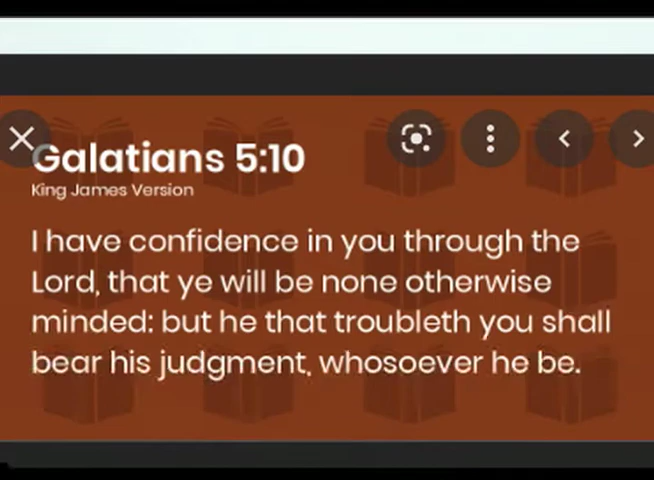 Galatians 5:10
King James Version
I have confidence in you through the
Lord, that ye will be none otherwise
minded: but he that troubleth you shall
bear his judgment, whosoever he be.